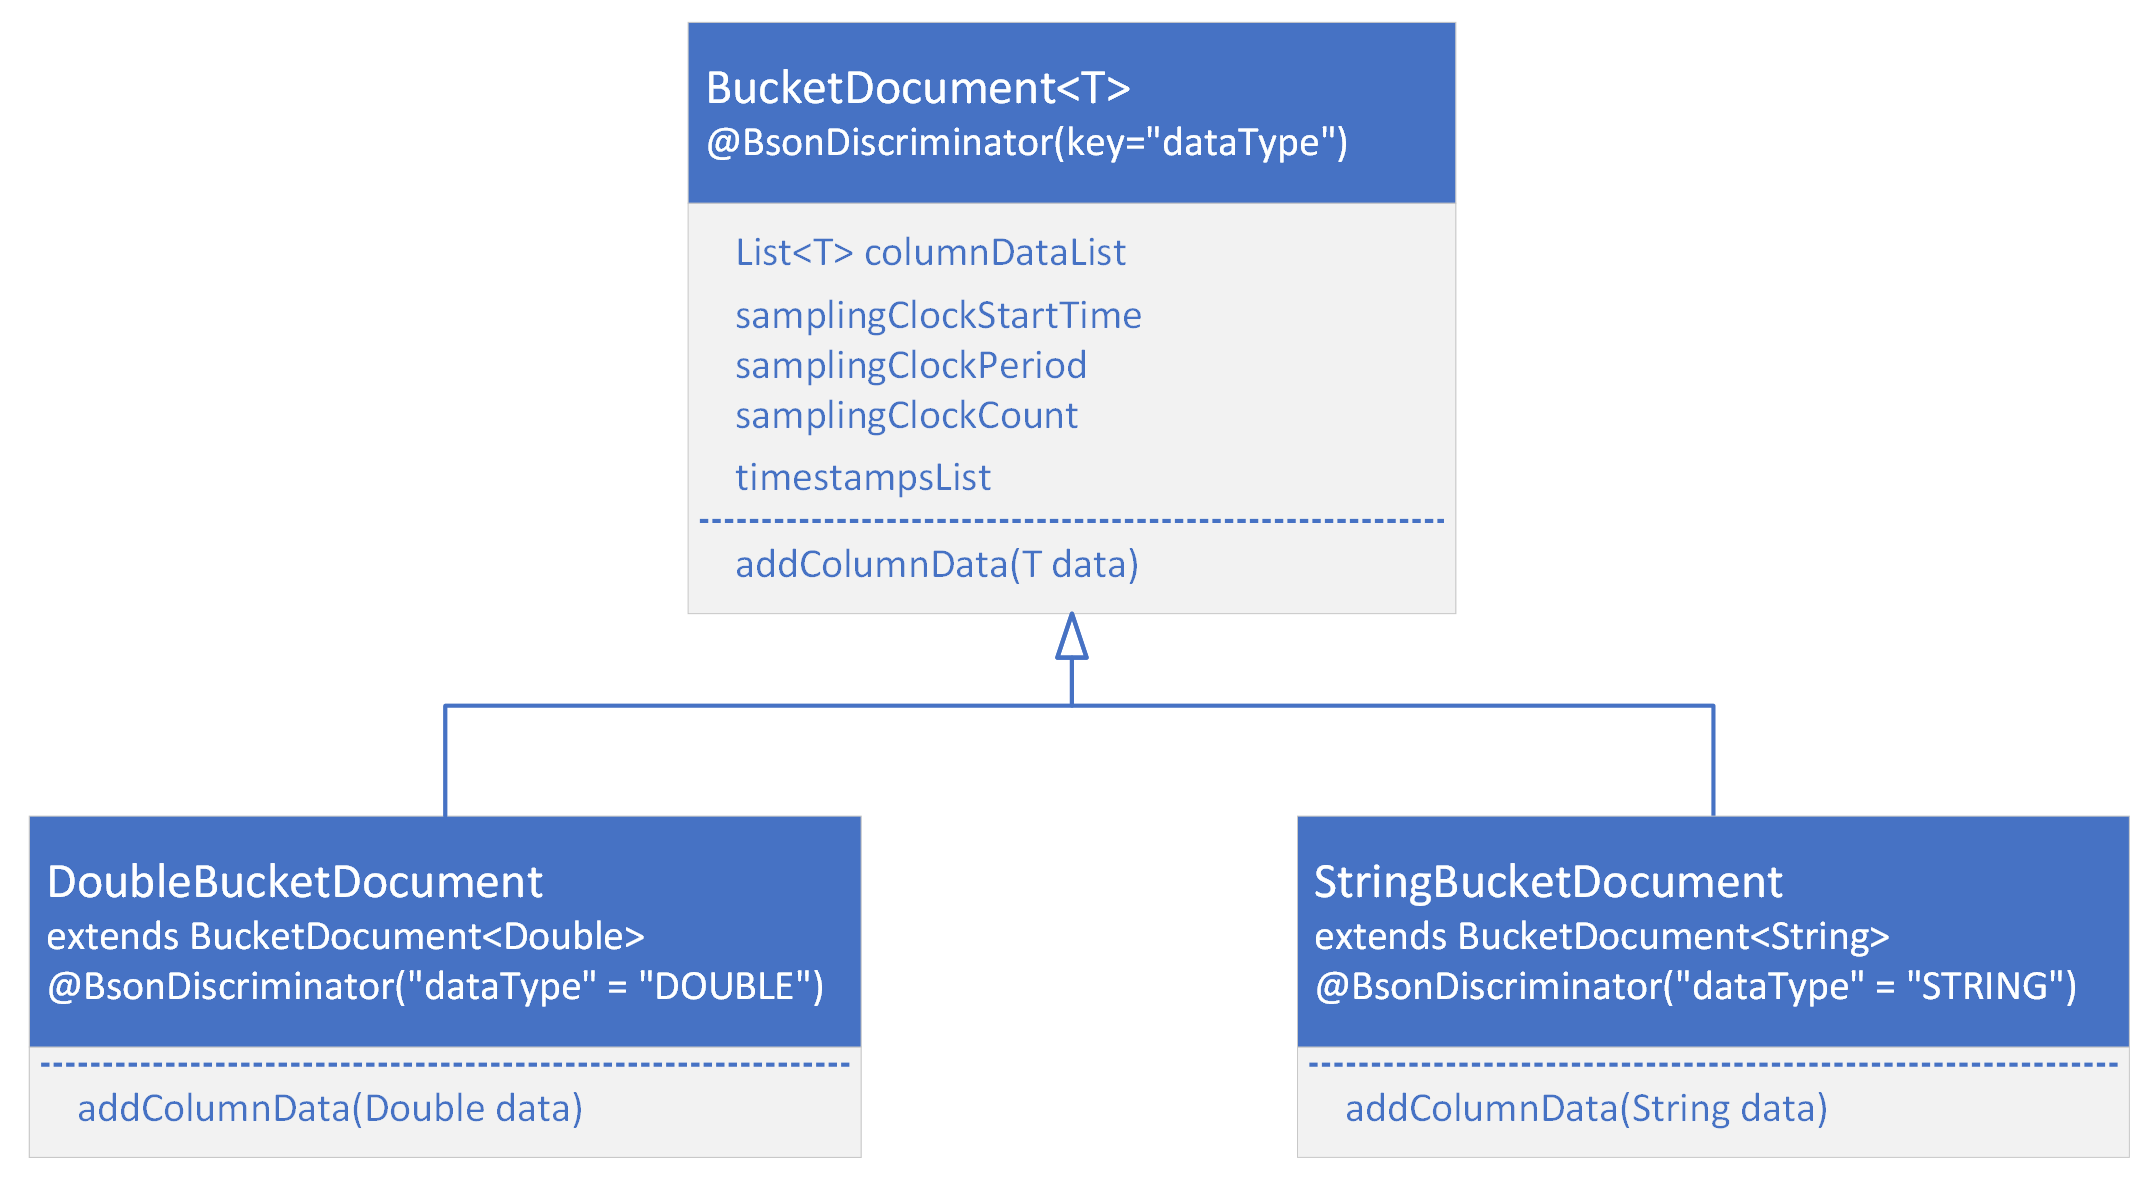 BucketDocument<T>
@BsonDiscriminator(key="dataType")
List<T> columnDataList
samplingClockStartTime
samplingClockPeriod
samplingClockCount
timestampsList
addColumnData(T data)
DoubleBucketDocument
extends BucketDocument<Double>
@BsonDiscriminator("dataType" = "DOUBLE")
addColumnData(Double data)
StringBucketDocument
extends BucketDocument<String>
@BsonDiscriminator("dataType" = "STRING")
addColumnData(String data)